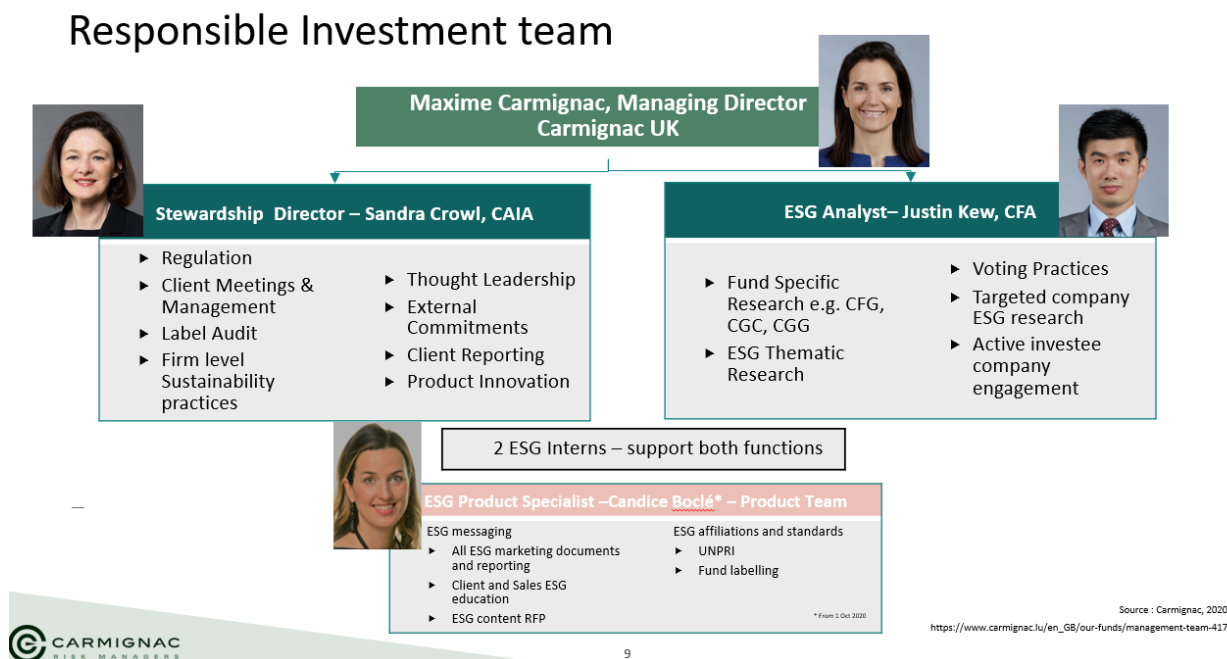 Responsible Investment team
Maxime Carmignac, Managing Director
Carmignac UK
Stewardship Director – Sandra Crowl, CAIA
► Regulation
► Client Meetings &
Management
► Label Audit
► Firm level
Sustainability
practices
► Thought Leadership
► External
Commitments
► Client Reporting
► Product Innovation
ESG Analyst– Justin Kew, CFA
► Fund Specific
Research e.g. CFG,
CGC, CGG
► ESG Thematic
Research
► Voting Practices
► Targeted company
ESG research
► Active investee
company
engagement
2 ESG Interns – support both functions
ESG Product Specialist –Candice Boclé* – Product Team
ESG messaging
► All ESG marketing documents
and reporting
► Client and Sales ESG
education
► ESG content RFP
ESG affiliations and standards
► UNPRI
► Fund labelling
* From 1 Oct 2020
Source : Carmignac, 2020
https://www.carmignac.lu/en_GB/our-funds/management-team-417
CARMIGNAC
RISK MANAGERS
9